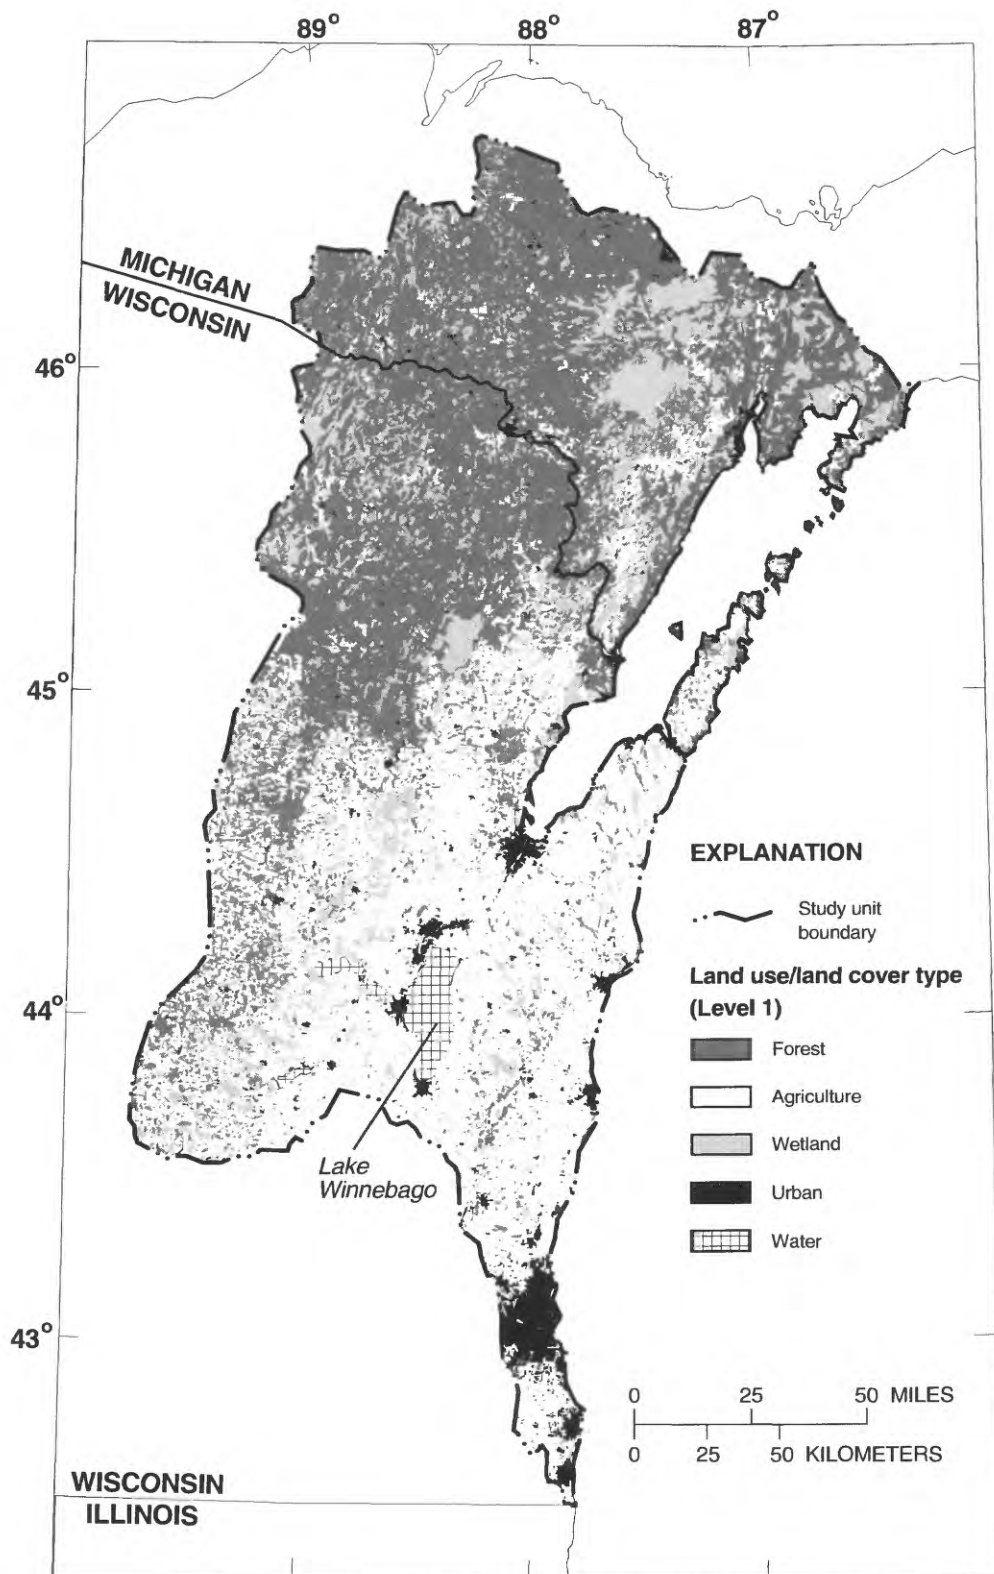 89° 88° 87°
MICHIGAN
WISCONSIN
46°
45°
EXPLANATION
Study unit
boundary
Land use/land cover type
(Level 1)
44°
Forest
Agriculture
Wetland
Lake
Winnebago
Urban
Water
43°
0 25 50 MILES
0 25 50 KILOMETERS
WISCONSIN
ILLINOIS